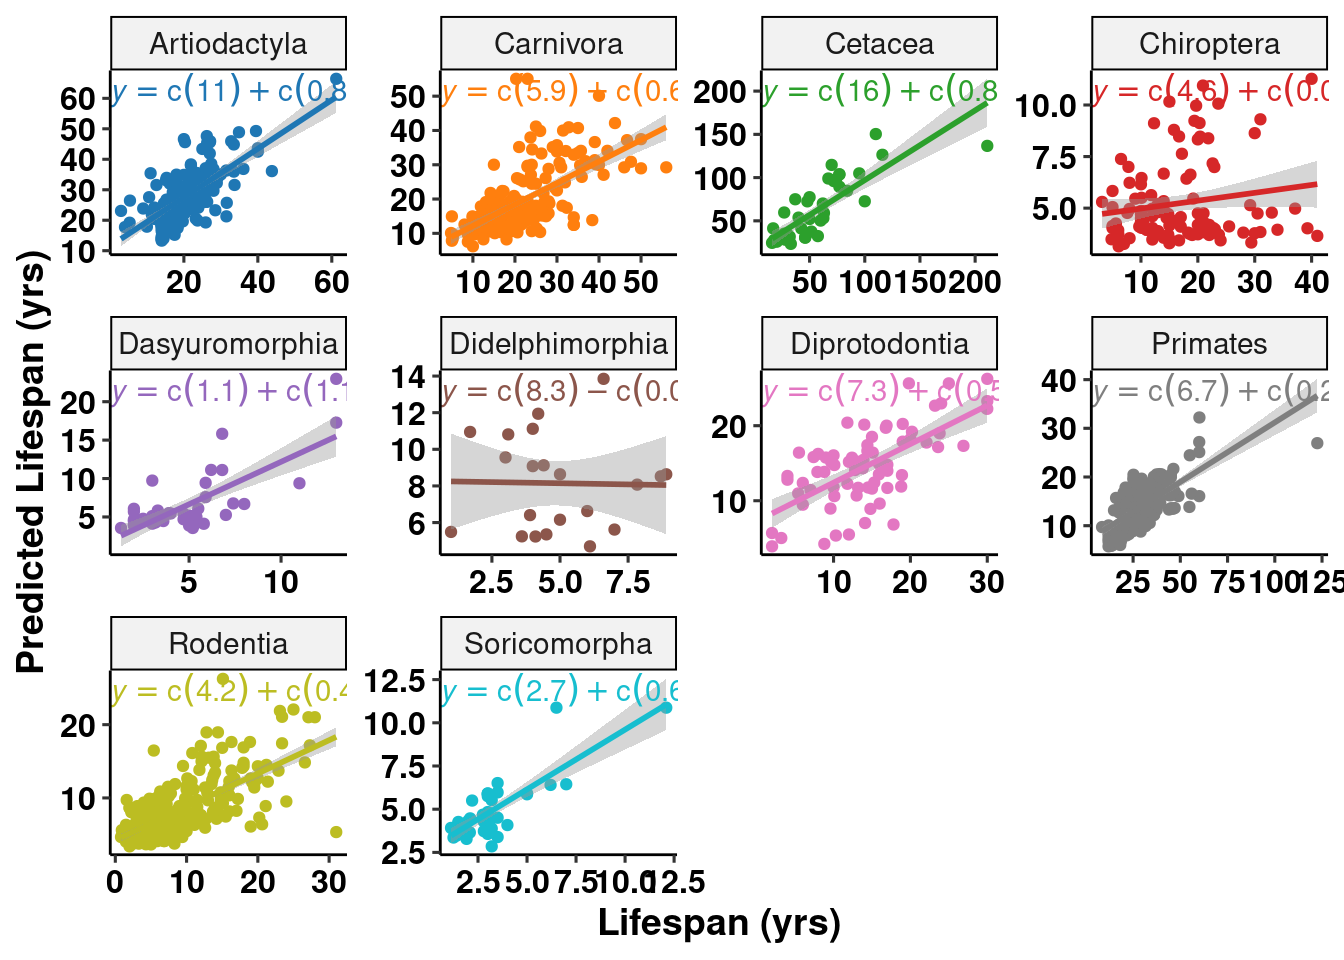 Artiodactyla
y = c(11) + c(0.8
60
50
40
30
20
10
20 40 60
Carnivora
y = c(5.9) + c(0.6
50
40
30
20
10
10 20 30 40 50
Cetacea
y = c(16) + c(0.8
200
150
100
50
50 100 150 200
Chiroptera
y = c(4.6) + c(0.0
10.0
7.5
5.0
10 20 30 40
Predicted Lifespan (yrs)
Dasyuromorphia
y = c(1.1) + c(1.1
20
15
10
5
5 10
Didelphimorphia
y = c(8.3) − c(0.0
14
12
10
8
6
2.5 5.0 7.5
Diprotodontia
y = c(7.3) + c(0.5
20
10
10 20 30
Primates
y = c(6.7) + c(0.2
40
30
20
10
25 50 75 100 125
Rodentia
y = c(4.2) + c(0.4
20
10
0 10 20 30
Soricomorpha
y = c(2.7) + c(0.6
12.5
10.0
7.5
5.0
2.5
2.5 5.0 7.5 10.0 12.5
Lifespan (yrs)